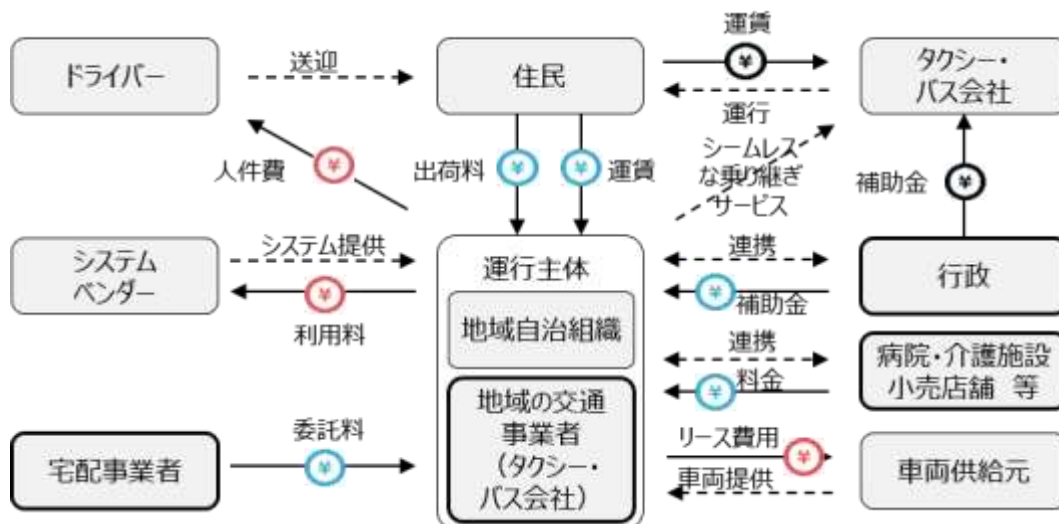 運賃
ドライバー
送迎
住民
¥
タクシー・
バス会社
運行
人件費
¥
出荷料
¥
¥
運賃
シームレス
な乗り継ぎ
サービス
補助金
¥
システム
ベンダー
システム提供
¥
利用料
運行主体
連携
¥
補助金
行政
地域自治組織
連携
¥
料金
病院・介護施設
小売店舗 等
宅配事業者
委託料
¥
地域の交通
事業者
(タクシー・
バス会社)
リース費用
¥
車両提供
車両供給元